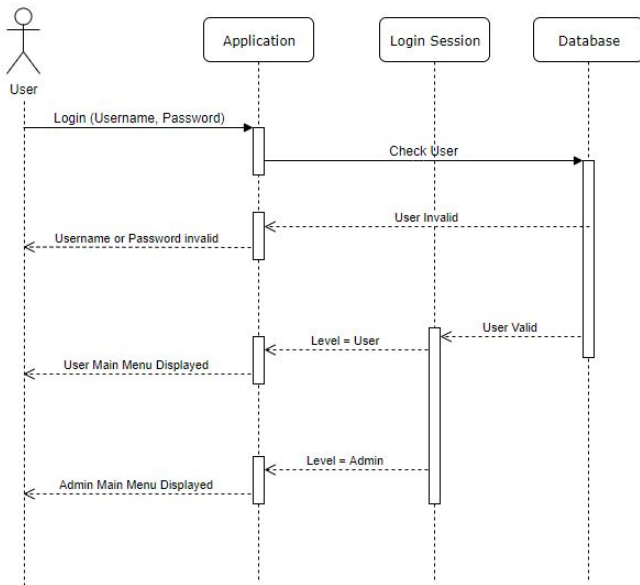 Application
Login Session
Database
User
Login (Username, Password)
Check User
User Invalid
Username or Password invalid
User Valid
Level = User
User Main Menu Displayed
Level = Admin
Admin Main Menu Displayed